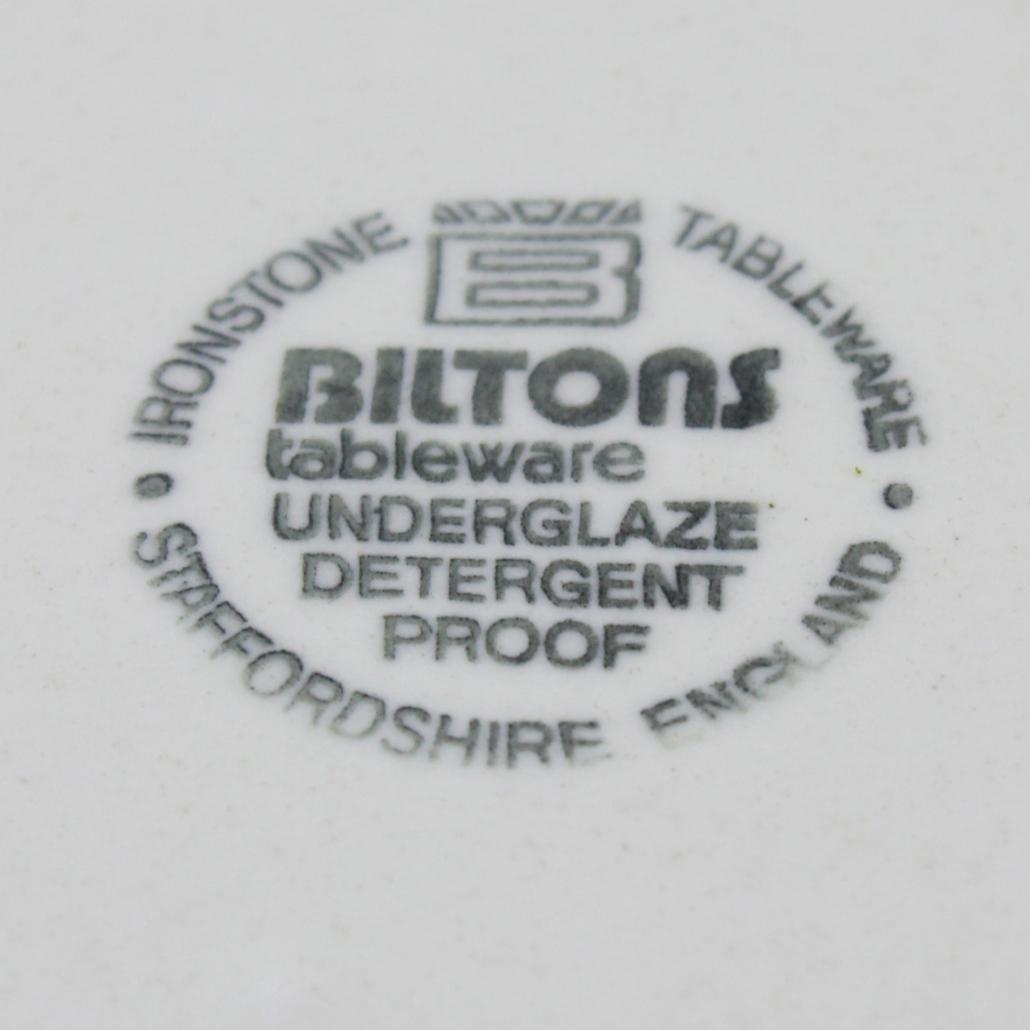 IRONSTONE TABLEWARE
B
BILTONS
tableware
UNDERGLAZE
DETERGENT
PROOF
STAFFORDSHIRE ENGLAND